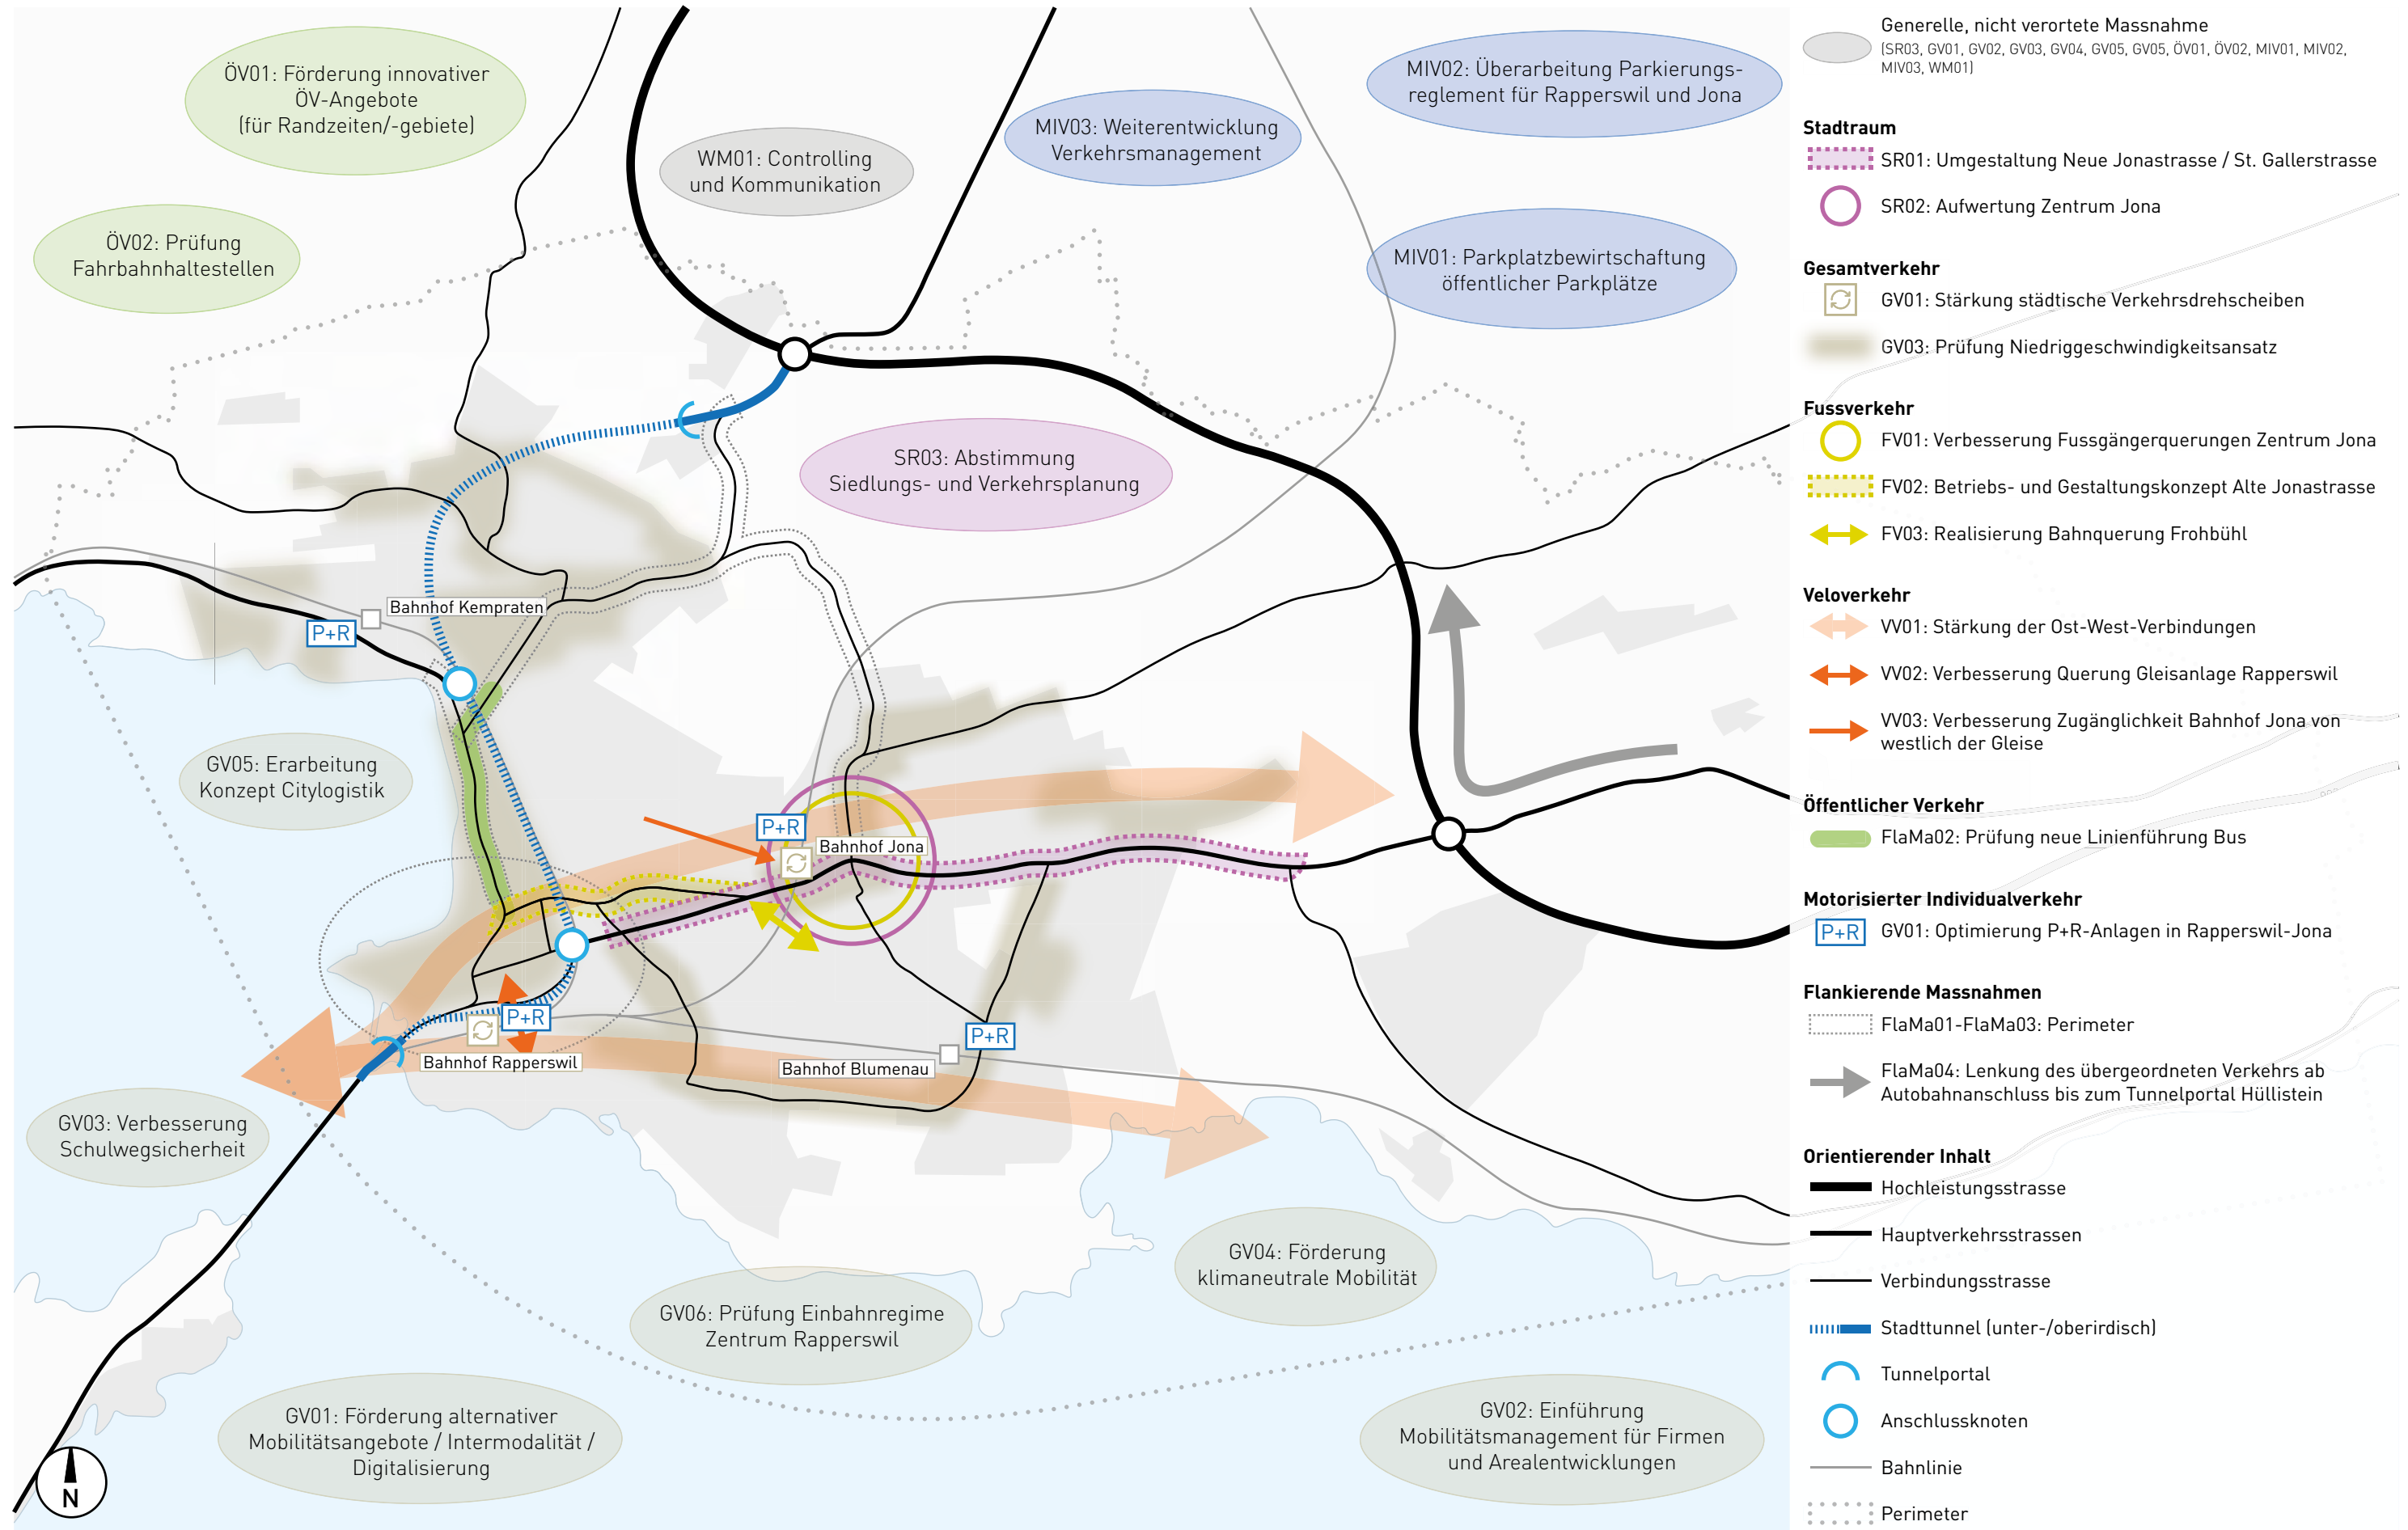 ÖV01: Förderung innovativer
ÖV-Angebote
(für Randzeiten/-gebiete)
ÖV02: Prüfung
Fahrbahnhaltestellen
WM01: Controlling
und Kommunikation
MIV03: Weiterentwicklung
Verkehrsmanagement
MIV02: Überarbeitung Parkierungs-
reglement für Rapperswil und Jona
MIV01: Parkplatzbewirtschaftung
öffentlicher Parkplätze
SR03: Abstimmung
Siedlungs- und Verkehrsplanung
Bahnhof Kempraten
P+R
GV05: Erarbeitung
Konzept Citylogistik
P+R
Bahnhof Jona
P+R
Bahnhof Rapperswil
P+R
Bahnhof Blumenau
GV03: Verbesserung
Schulwegsicherheit
GV04: Förderung
klimaneutrale Mobilität
GV06: Prüfung Einbahnregime
Zentrum Rapperswil
GV01: Förderung alternativer
Mobilitätsangebote / Intermodalität /
Digitalisierung
GV02: Einführung
Mobilitätsmanagement für Firmen
und Arealentwicklungen
N
Generelle, nicht verortete Massnahme
(SR03, GV01, GV02, GV03, GV04, GV05, GV05, ÖV01, ÖV02, MIV01, MIV02,
MIV03, WM01)
Stadtraum
SR01: Umgestaltung Neue Jonastrasse / St. Gallerstrasse
SR02: Aufwertung Zentrum Jona
Gesamtverkehr
GV01: Stärkung städtische Verkehrsdrehscheiben
GV03: Prüfung Niedriggeschwindigkeitsansatz
Fussverkehr
FV01: Verbesserung Fussgängerquerungen Zentrum Jona
FV02: Betriebs- und Gestaltungskonzept Alte Jonastrasse
FV03: Realisierung Bahnquerung Frohbühl
Veloverkehr
VV01: Stärkung der Ost-West-Verbindungen
VV02: Verbesserung Querung Gleisanlage Rapperswil
VV03: Verbesserung Zugänglichkeit Bahnhof Jona von
westlich der Gleise
Öffentlicher Verkehr
FlaMa02: Prüfung neue Linienführung Bus
Motorisierter Individualverkehr
P+R GV01: Optimierung P+R-Anlagen in Rapperswil-Jona
Flankierende Massnahmen
FlaMa01-FlaMa03: Perimeter
FlaMa04: Lenkung des übergeordneten Verkehrs ab
Autobahnanschluss bis zum Tunnelportal Hüllistein
Orientierender Inhalt
Hochleistungsstrasse
Hauptverkehrsstrassen
Verbindungsstrasse
Stadttunnel (unter-/oberirdisch)
Tunnelportal
Anschlussknoten
Bahnlinie
Perimeter